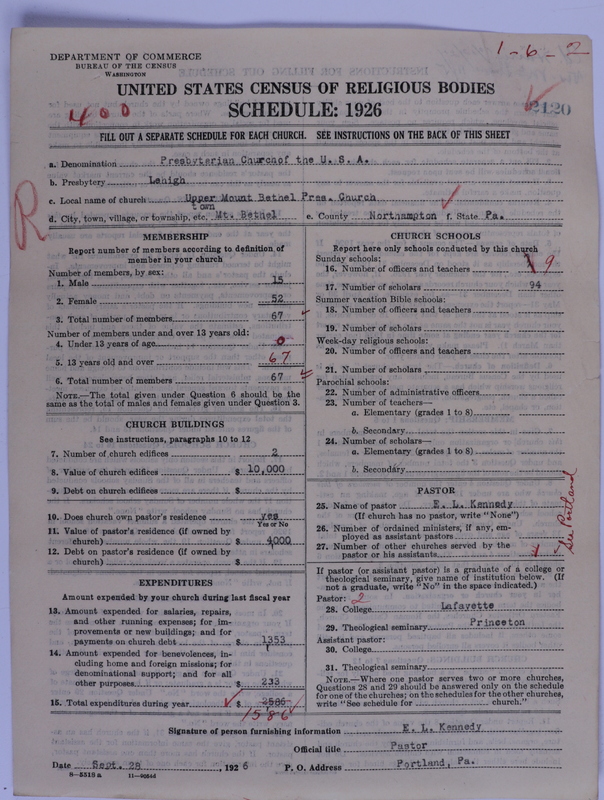 1-6-2
DEPARTMENT OF COMMERCE
BUREAU OF THE CENSUS
WASHINGTON
UNITED STATES CENSUS OF RELIGIOUS BODIES
SCHEDULE: 1926
400
22120
FILL OUT A SEPARATE SCHEDULE FOR EACH CHURCH. SEE INSTRUCTIONS ON THE BACK OF THIS SHEET
R
a. Denomination Presbyterian Churchof the U. S. A.
b. Presbytery Lehigh
c. Local name of church Upper Mount Bethel Pres. Church
town
d. City, town, village, or township, etc. Mt. Bethel e. County Northampton f. State Pa.
MEMBERSHIP
Report number of members according to definition of
member in your church
Number of members, by sex:
1. Male 15
2. Female 52
3. Total number of members 67
Number of members under and over 13 years old:
4. Under 13 years of age 0
5. 13 years old and over 67
6. Total number of members 67
NOTE.—The total given under Question 6 should be the
same as the total of males and females given under Question 3.
CHURCH BUILDINGS
See instructions, paragraphs 10 to 12
7. Number of church edifices 2
8. Value of church edifices $ 10,000
9. Debt on church edifices $
10. Does church own pastor's residence yes
Yes or No
11. Value of pastor's residence (if owned by
church) $ 4000
12. Debt on pastor's residence (if owned by
church) $
EXPENDITURES
Amount expended by your church during last fiscal year
13. Amount expended for salaries, repairs,
and other running expenses; for im-
provements or new buildings; and for
payments on church debt $ 1353
14. Amount expended for benevolences, in-
cluding home and foreign missions; for
denominational support; and for all
other purposes $ 233
15. Total expenditures during year $ 2586
1586
CHURCH SCHOOLS
Report here only schools conducted by this church
Sunday schools:
16. Number of officers and teachers 9
17. Number of scholars 94
Summer vacation Bible schools:
18. Number of officers and teachers
19. Number of scholars
Week-day religious schools:
20. Number of officers and teachers
21. Number of scholars
Parochial schools:
22. Number of administrative officers
23. Number of teachers—
a. Elementary (grades 1 to 8)
b. Secondary
24. Number of scholars—
a. Elementary (grades 1 to 8)
b. Secondary
PASTOR
25. Name of pastor E. L. Kennedy
(If church has no pastor, write "None")
26. Number of ordained ministers, if any, em-
ployed as assistant pastors
27. Number of other churches served by the
pastor or his assistants
See Portland
If pastor (or assistant pastor) is a graduate of a college or
theological seminary, give name of institution below. (If
not a graduate, write "No" in the space indicated.)
Pastor: 2
28. College Lafayette
29. Theological seminary Princeton
Assistant pastor:
30. College
31. Theological seminary
NOTE.—Where one pastor serves two or more churches,
Questions 28 and 29 should be answered only on the schedule
for one of the churches; on the schedules for the other churches,
write "See schedule for church."
Signature of person furnishing information E. L. Kennedy
Official title Pastor
Date Sept. 28, 1926 P. O. Address Portland, Pa.
8—5518a 11—90846